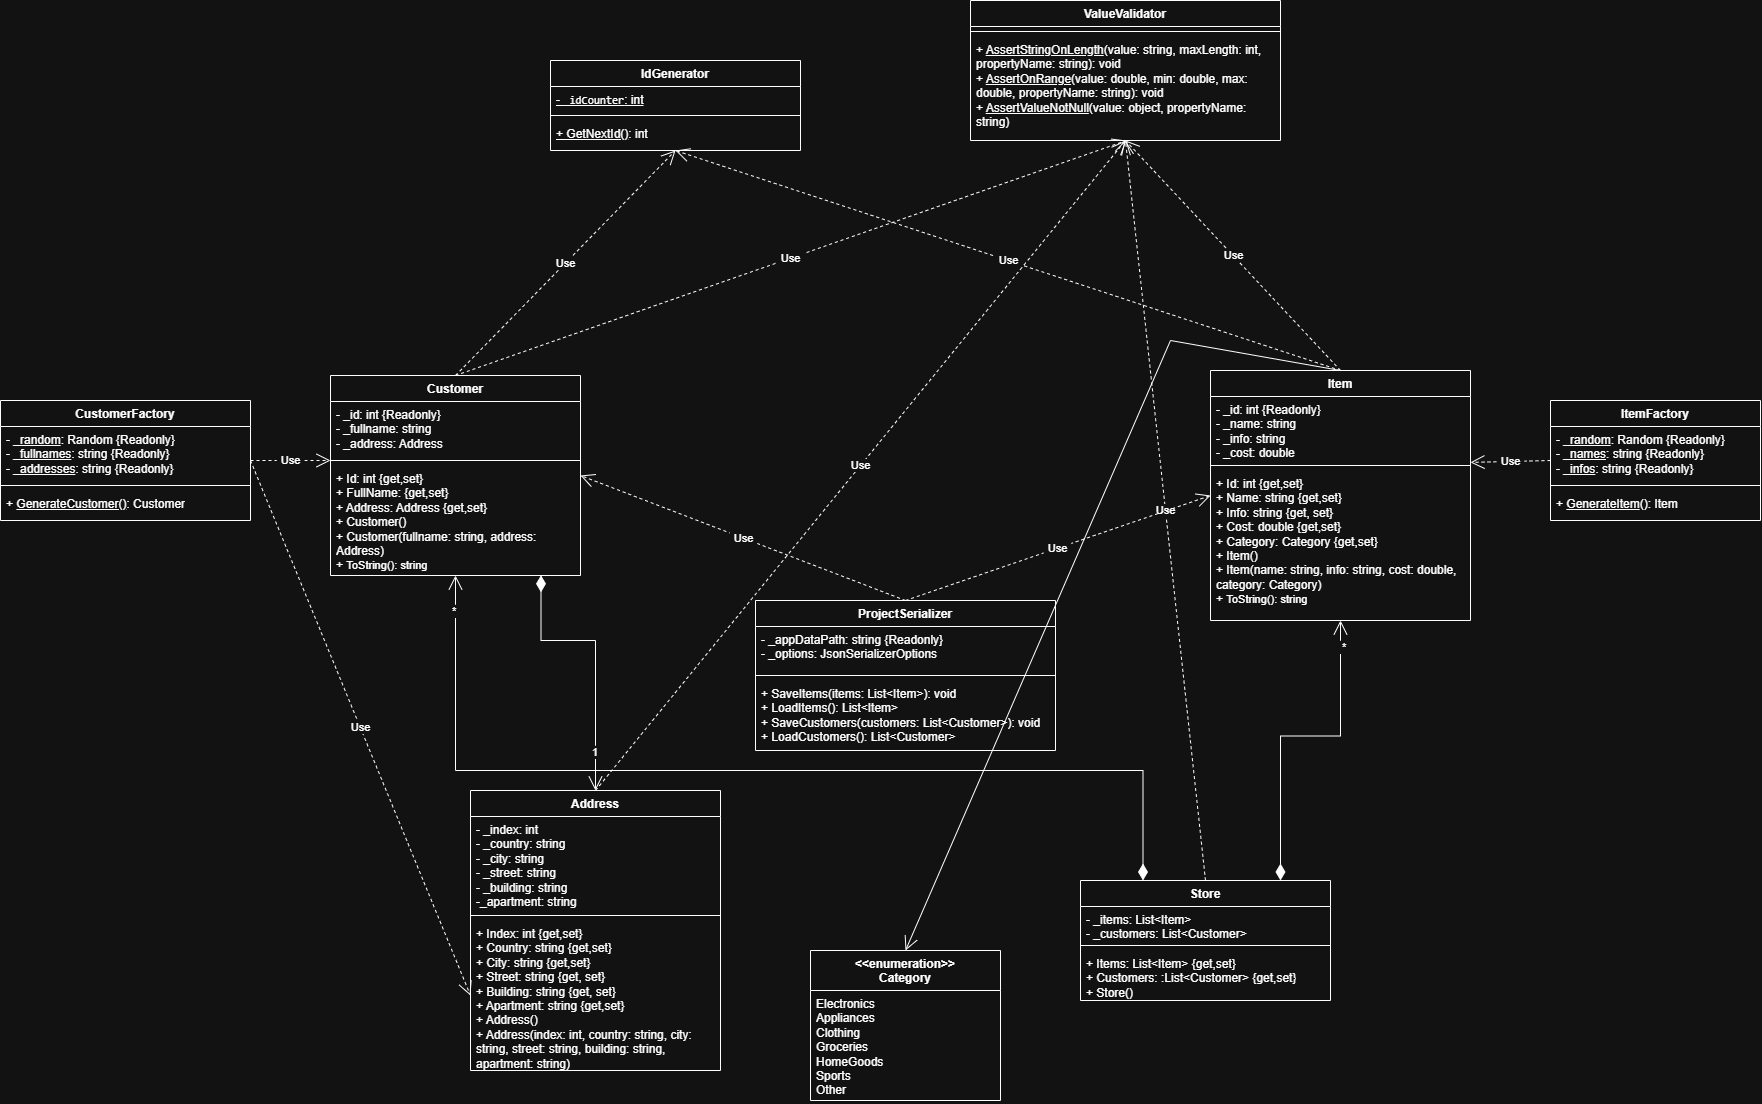 ValueValidator
+ AssertStringOnLength(value: string, maxLength: int,
propertyName: string): void
+ AssertOnRange(value: double, min: double, max:
double, propertyName: string): void
+ AssertValueNotNull(value: object, propertyName:
string)
IdGenerator
- _idCounter: int
+ GetNextId(): int
Use
Use
Use
Use
CustomerFactory
- _random: Random {Readonly}
- _fullnames: string {Readonly}
- _addresses: string {Readonly}
+ GenerateCustomer(): Customer
Use
Customer
- _id: int {Readonly}
- _fullname: string
- _address: Address
+ Id: int {get,set}
+ FullName: {get,set}
+ Address: Address {get,set}
+ Customer()
+ Customer(fullname: string, address:
Address)
+ ToString(): string
Use
Item
- _id: int {Readonly}
- _name: string
- _info: string
- _cost: double
+ Id: int {get,set}
+ Name: string {get,set}
+ Info: string {get, set}
+ Cost: double {get,set}
+ Category: Category {get,set}
+ Item()
+ Item(name: string, info: string, cost: double,
category: Category)
+ ToString(): string
Use
ItemFactory
- _random: Random {Readonly}
- _names: string {Readonly}
- _infos: string {Readonly}
+ GenerateItem(): Item
Use
Use
Use
*
*
ProjectSerializer
- _appDataPath: string {Readonly}
- _options: JsonSerializerOptions
+ SaveItems(items: List<Item>): void
+ LoadItems(): List<Item>
+ SaveCustomers(customers: List<Customer>): void
+ LoadCustomers(): List<Customer>
Use
1
Address
- _index: int
- _country: string
- _city: string
- _street: string
- _building: string
-_apartment: string
+ Index: int {get,set}
+ Country: string {get,set}
+ City: string {get,set}
+ Street: string {get, set}
+ Building: string {get, set}
+ Apartment: string {get,set}
+ Address()
+ Address(index: int, country: string, city:
string, street: string, building: string,
apartment: string)
<<enumeration>>
Category
Electronics
Appliances
Clothing
Groceries
HomeGoods
Sports
Other
Store
- _items: List<Item>
- _customers: List<Customer>
+ Items: List<Item> {get,set}
+ Customers: :List<Customer> {get,set}
+ Store()